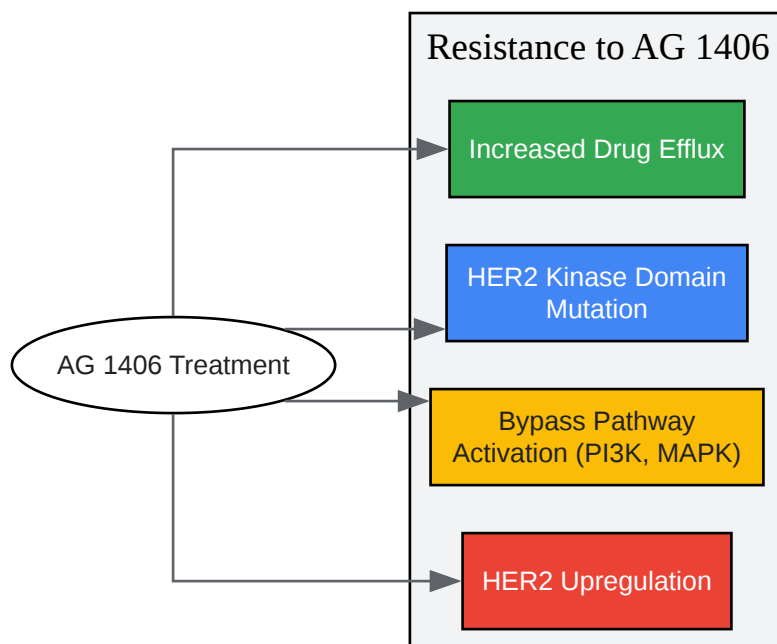 Resistance to AG 1406
Increased Drug Efflux
HER2 Kinase Domain
Mutation
AG 1406 Treatment
Bypass Pathway
Activation (PI3K, MAPK)
HER2 Upregulation